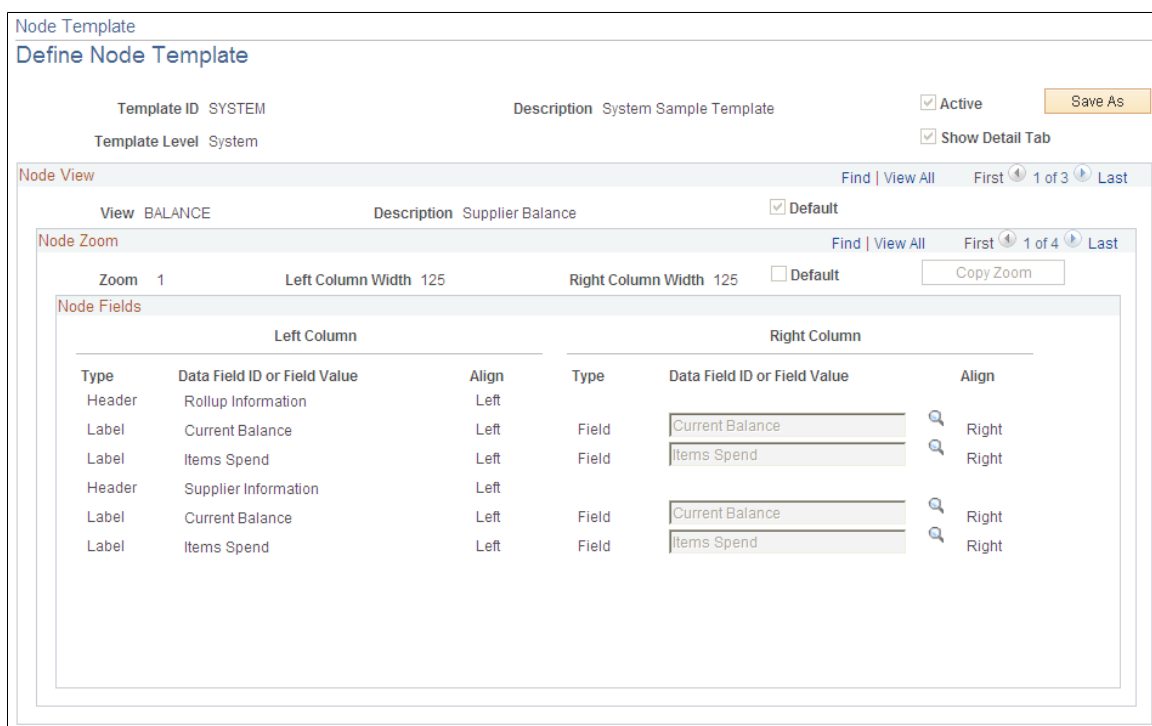 Node Template
Define Node Template
Template ID SYSTEM Description System Sample Template Active Save As
Template Level System Show Detail Tab
Node View Find | View All First 1 of 3 Last
View BALANCE Description Supplier Balance Default
Node Zoom Find | View All First 1 of 4 Last
Zoom 1 Left Column Width 125 Right Column Width 125 Default Copy Zoom
Node Fields
Left Column Right Column
Type Data Field ID or Field Value Align Type Data Field ID or Field Value Align
Header Rollup Information Left
Label Current Balance Left Field Current Balance Right
Label Items Spend Left Field Items Spend Right
Header Supplier Information Left
Label Current Balance Left Field Current Balance Right
Label Items Spend Left Field Items Spend Right